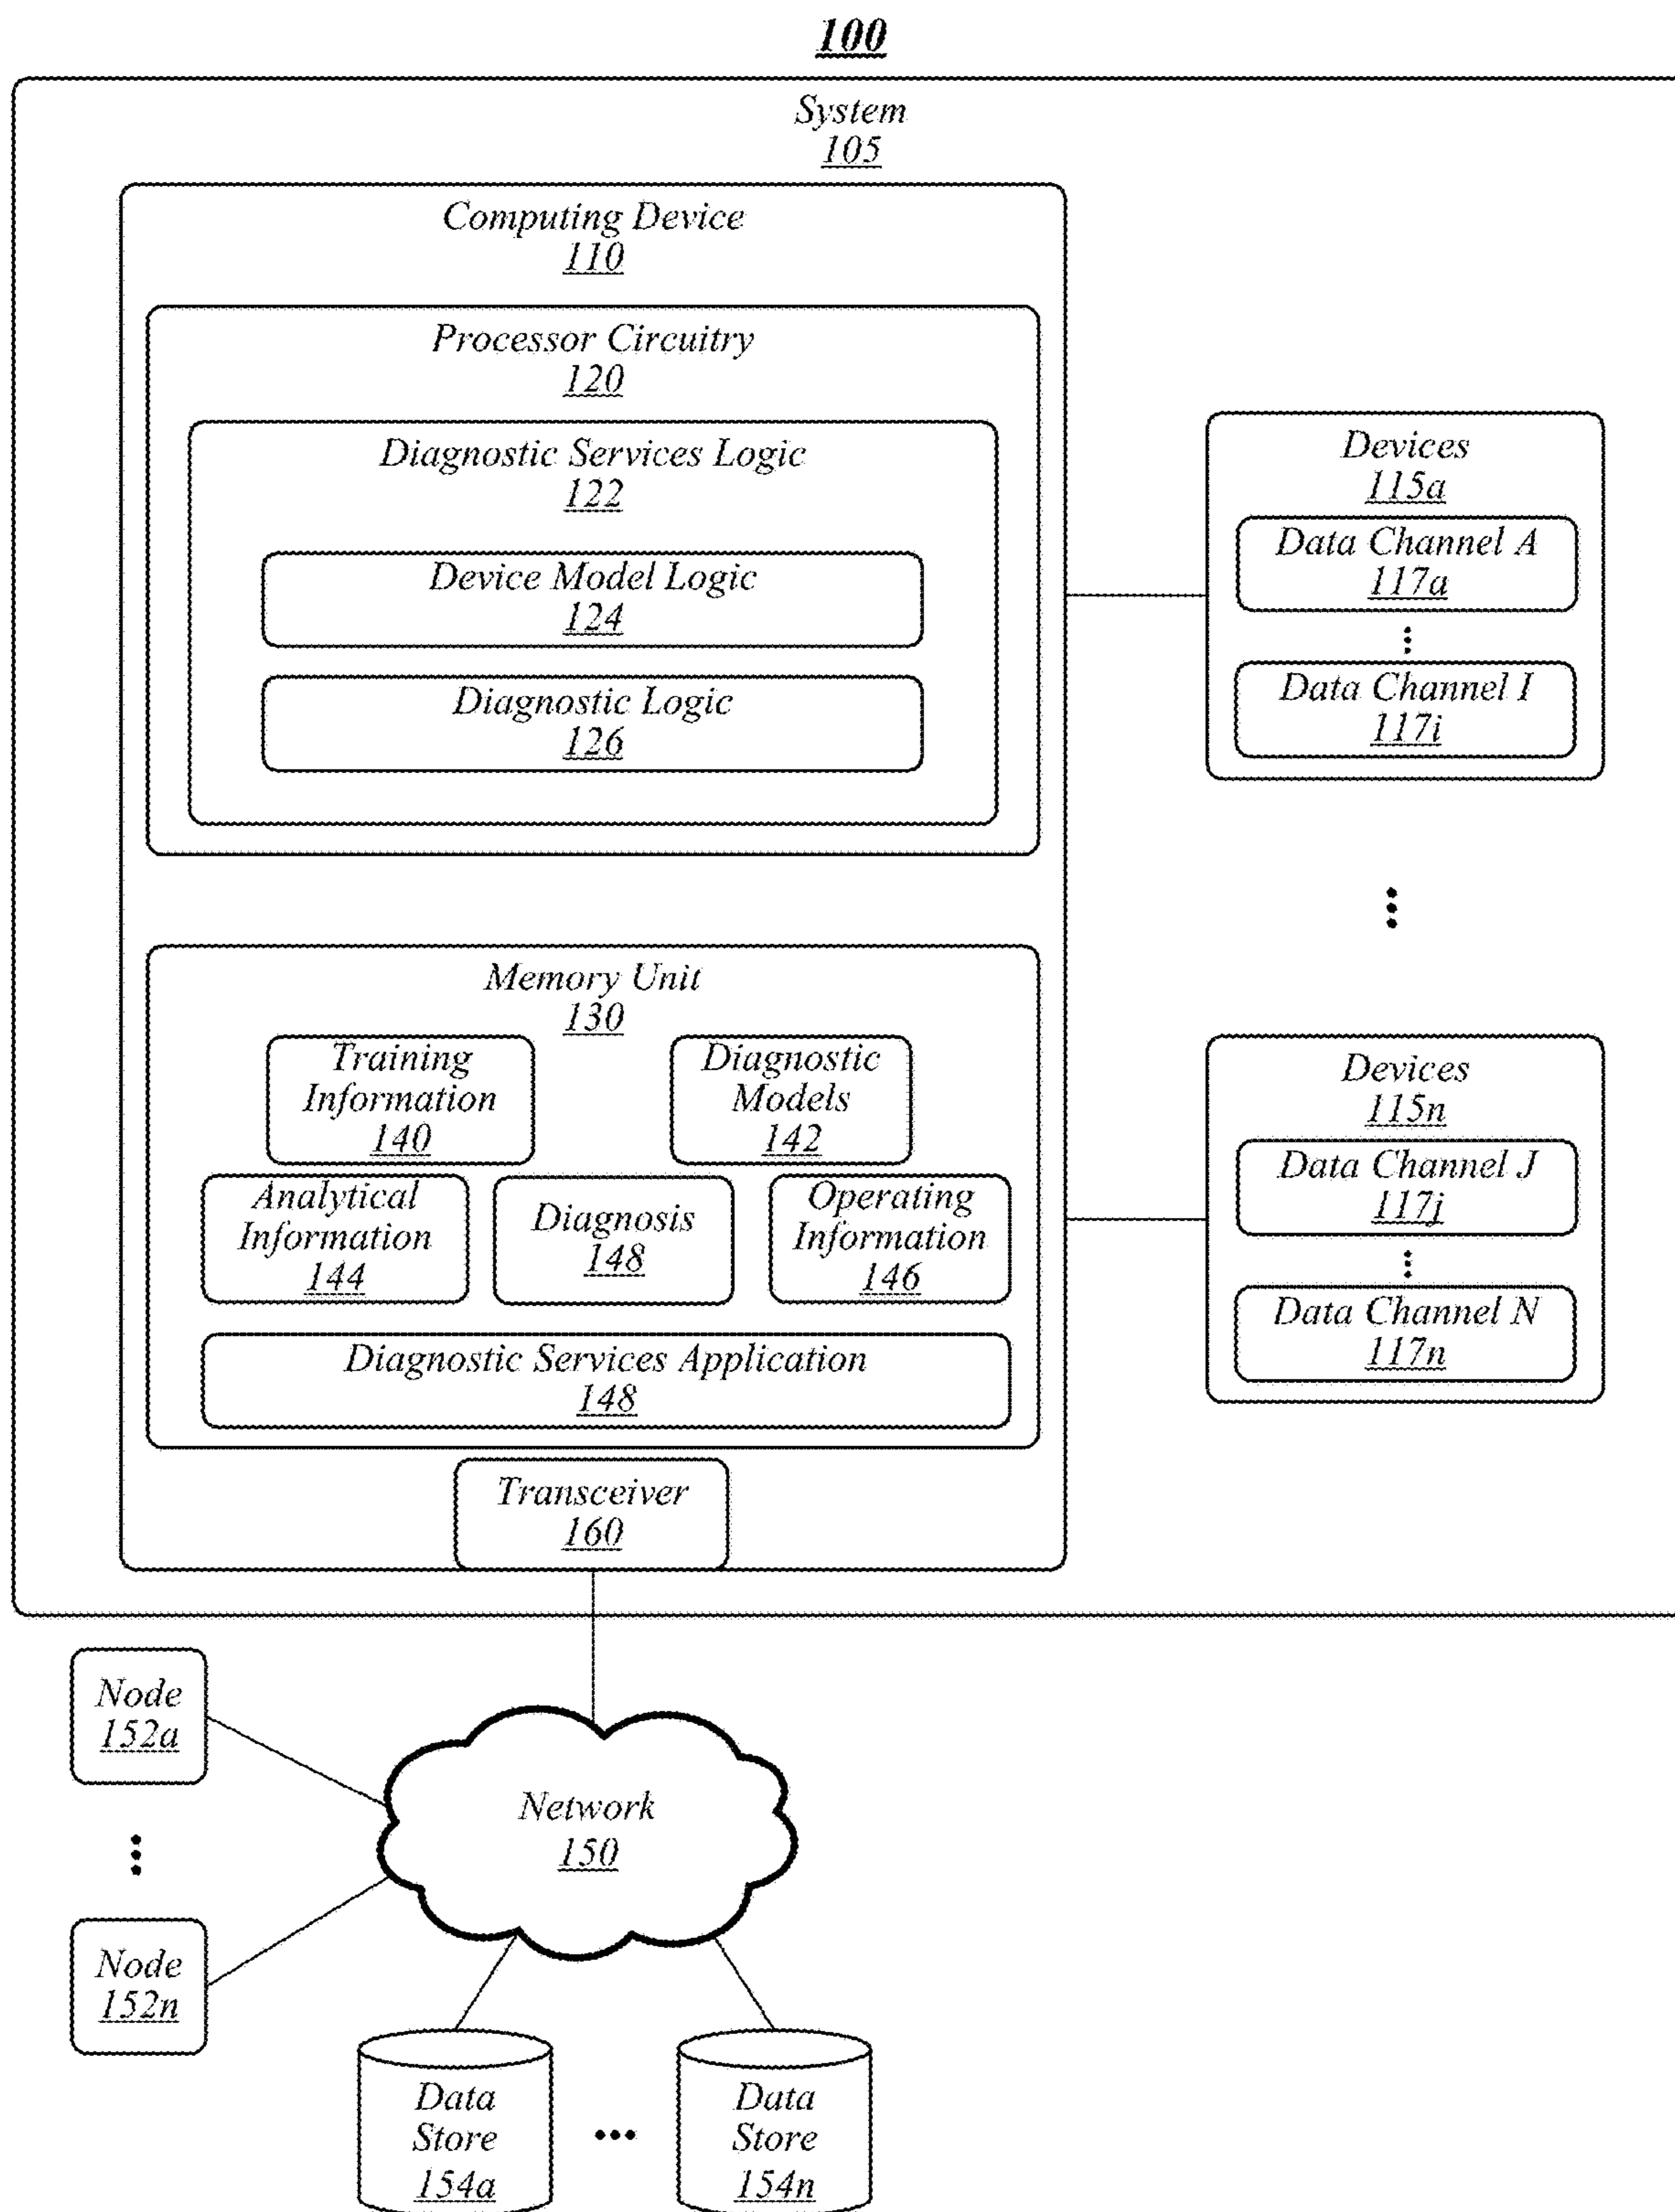 100
System
105
Computing Device
110
Processor Circuitry
120
Diagnostic Services Logic
122
Device Model Logic
124
Diagnostic Logic
126
Devices
115a
Data Channel A
117a
Data Channel I
117i
Memory Unit
130
Training
Information
140
Diagnostic
Models
142
Analytical
Information
144
Diagnosis
148
Operating
Information
146
Diagnostic Services Application
148
Devices
115n
Data Channel J
117j
Data Channel N
117n
Transceiver
160
Node
152a
Network
150
Node
152n
Data
Store
154a
Data
Store
154n